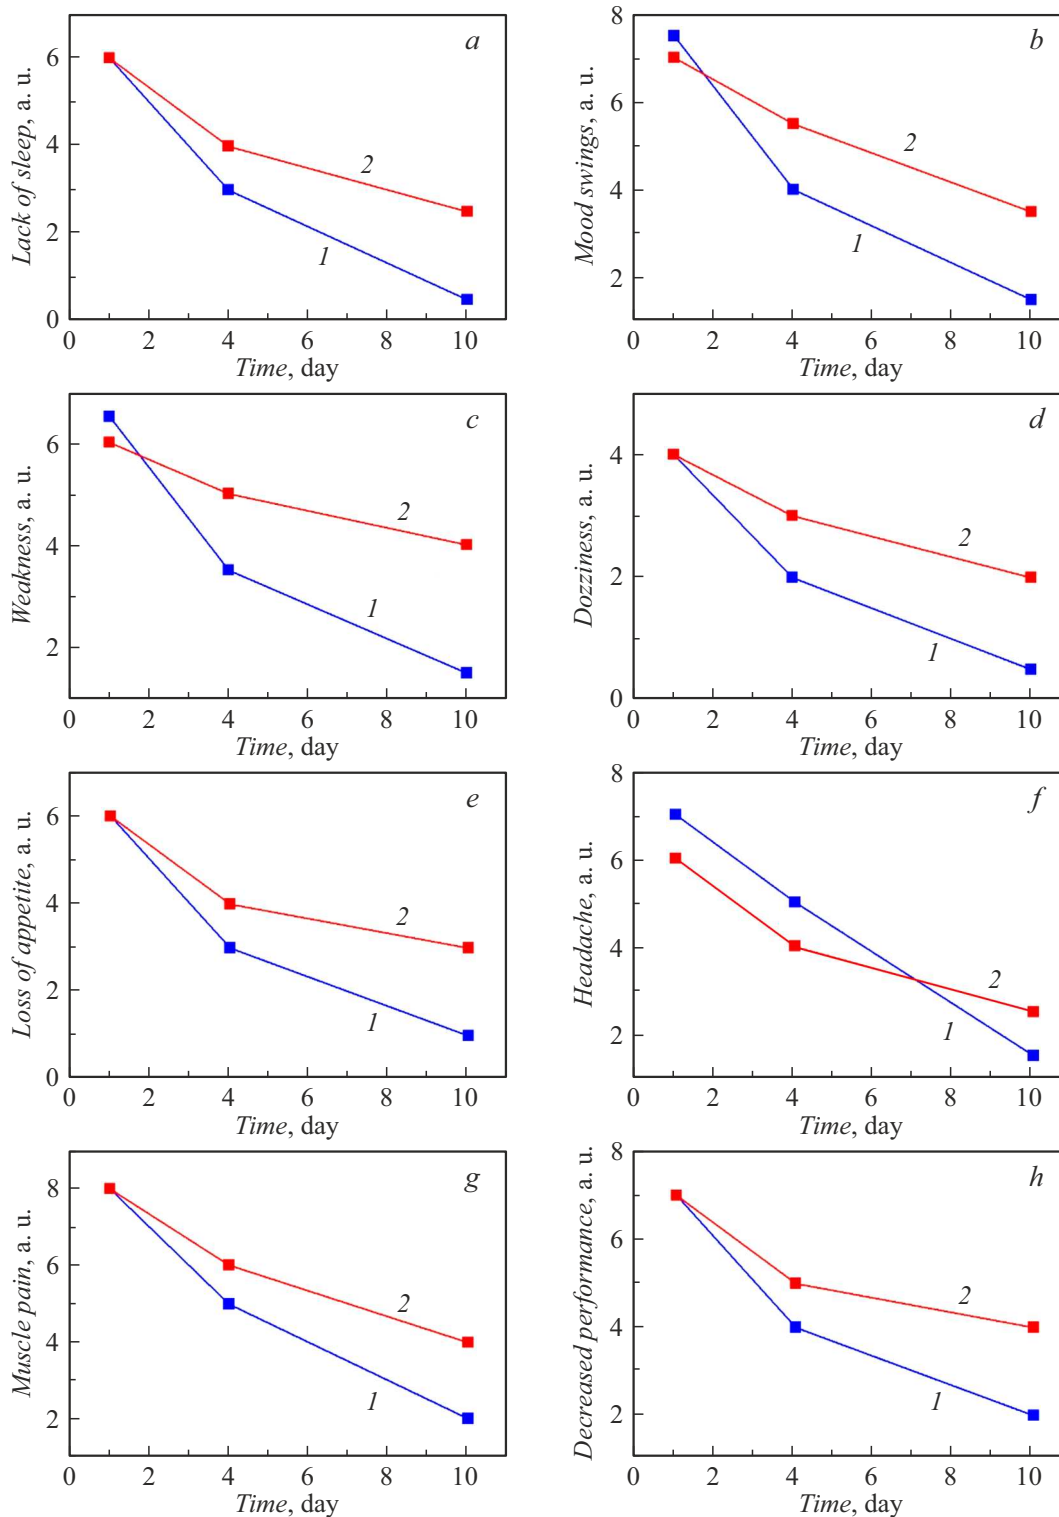 a
Lack of sleep, a. u.
6
4
2
0
2
1
0 2 4 6 8 10
Time, day
b
Mood swings, a. u.
8
6
4
2
2
1
0 2 4 6 8 10
Time, day
c
Weakness, a. u.
6
4
2
2
1
0 2 4 6 8 10
Time, day
d
Dozziness, a. u.
4
2
0
2
1
0 2 4 6 8 10
Time, day
e
Loss of appetite, a. u.
6
4
2
0
2
1
0 2 4 6 8 10
Time, day
f
Headache, a. u.
8
6
4
2
2
1
0 2 4 6 8 10
Time, day
g
Muscle pain, a. u.
8
6
4
2
2
1
0 2 4 6 8 10
Time, day
h
Decreased performance, a. u.
8
6
4
2
2
1
0 2 4 6 8 10
Time, day